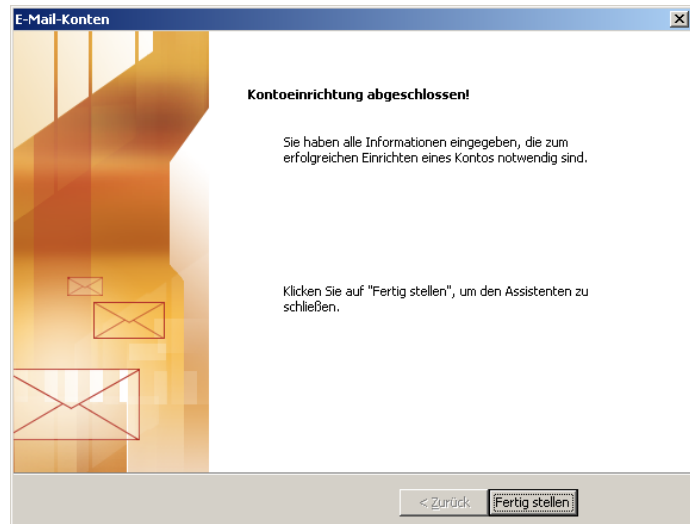 E-Mail-Konten
Kontoeinrichtung abgeschlossen!
Sie haben alle Informationen eingegeben, die zum
erfolgreichen Einrichten eines Kontos notwendig sind.
Klicken Sie auf "Fertig stellen", um den Assistenten zu
schließen.
< Zurück Fertig stellen